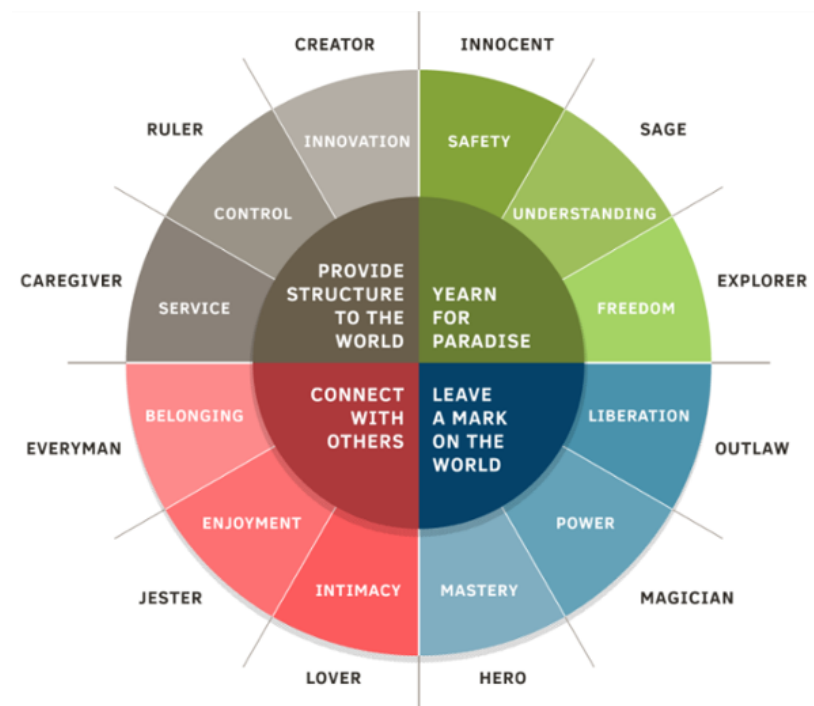 CREATOR
INNOCENT
RULER
SAGE
CAREGIVER
EXPLORER
EVERYMAN
OUTLAW
JESTER
MAGICIAN
LOVER
HERO
INNOVATION
SAFETY
CONTROL
UNDERSTANDING
SERVICE
FREEDOM
BELONGING
LIBERATION
ENJOYMENT
POWER
INTIMACY
MASTERY
PROVIDE
STRUCTURE
TO THE
WORLD
YEARN
FOR
PARADISE
CONNECT
WITH
OTHERS
LEAVE
A MARK
ON THE
WORLD